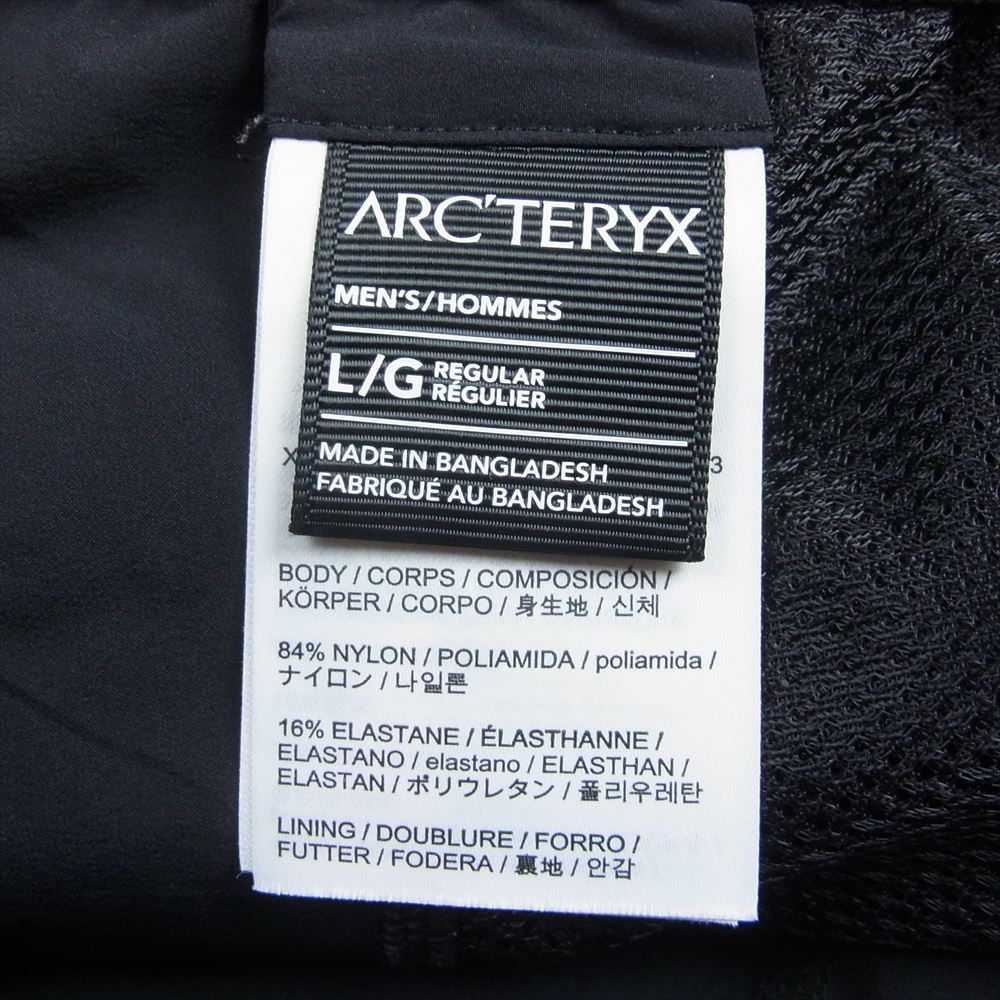 ARC'TERYX
MEN'S/HOMMES
L/G REGULAR
RÉGULIER
MADE IN BANGLADESH
FABRIQUÉ AU BANGLADESH
X
3
BODY / CORPS / COMPOSICIÓN /
KÖRPER / CORPO / 身生地 / 신체
84% NYLON / POLIAMIDA / poliamida /
ナイロン / 나일론
16% ELASTANE / ÉLASTHANNE /
ELASTANO / elastano / ELASTHAN /
ELASTAN / ポリウレタン / 폴리우레탄
LINING / DOUBLURE / FORRO /
FUTTER / FODERA / 裏地 / 안감